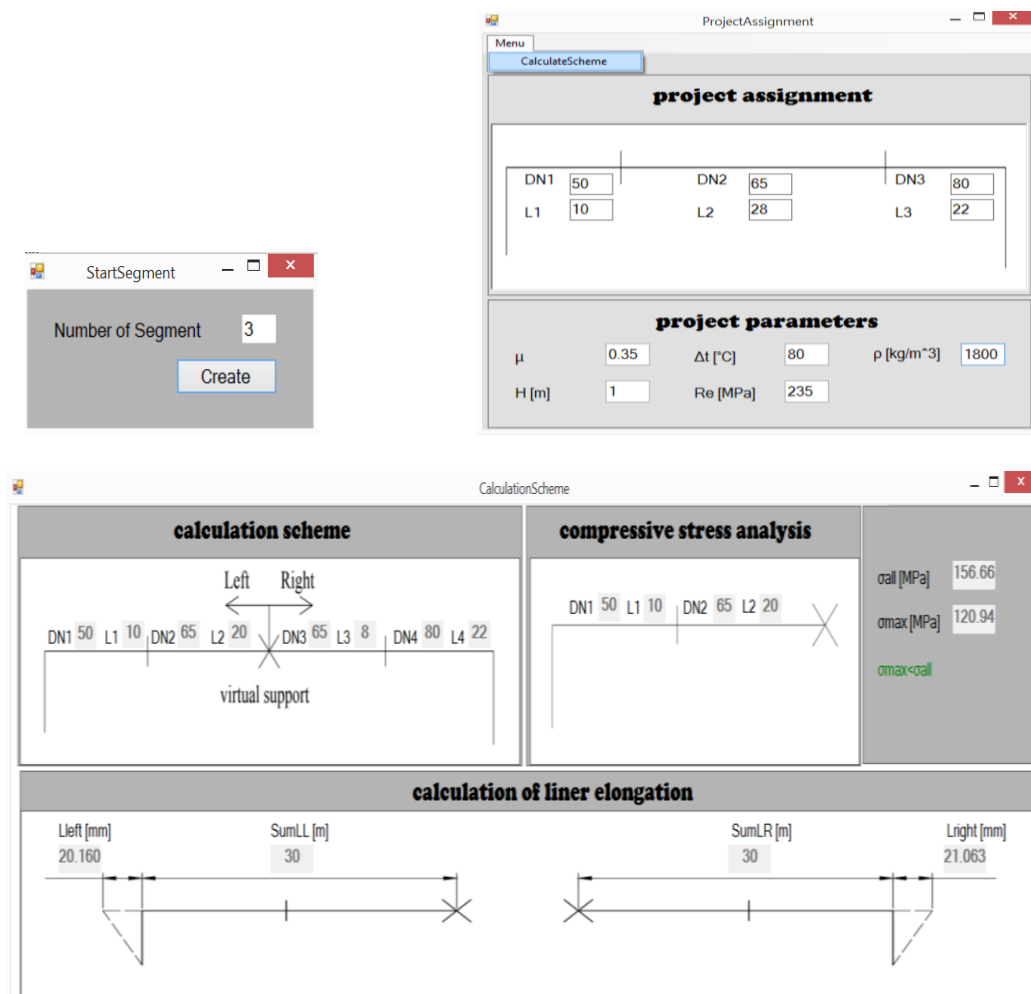 ProjectAssignment
Menu
CalculateScheme
project assignment
DN1 50 DN2 65 DN3 80
L1 10 L2 28 L3 22
project parameters
μ 0.35 Δt [°C] 80 ρ [kg/m^3] 1800
H [m] 1 Re [MPa] 235
StartSegment
Number of Segment 3
Create
CalculationScheme
calculation scheme
Left Right
DN1 50 L1 10 DN2 65 L2 20 DN3 65 L3 8 DN4 80 L4 22
virtual support
compressive stress analysis
DN1 50 L1 10 DN2 65 L2 20
σall [MPa] 156.66
σmax [MPa] 120.94
σmax<σall
calculation of liner elongation
Lleft [mm] SumLL [m] SumLR [m] Lright [mm]
20.160 30 30 21.063